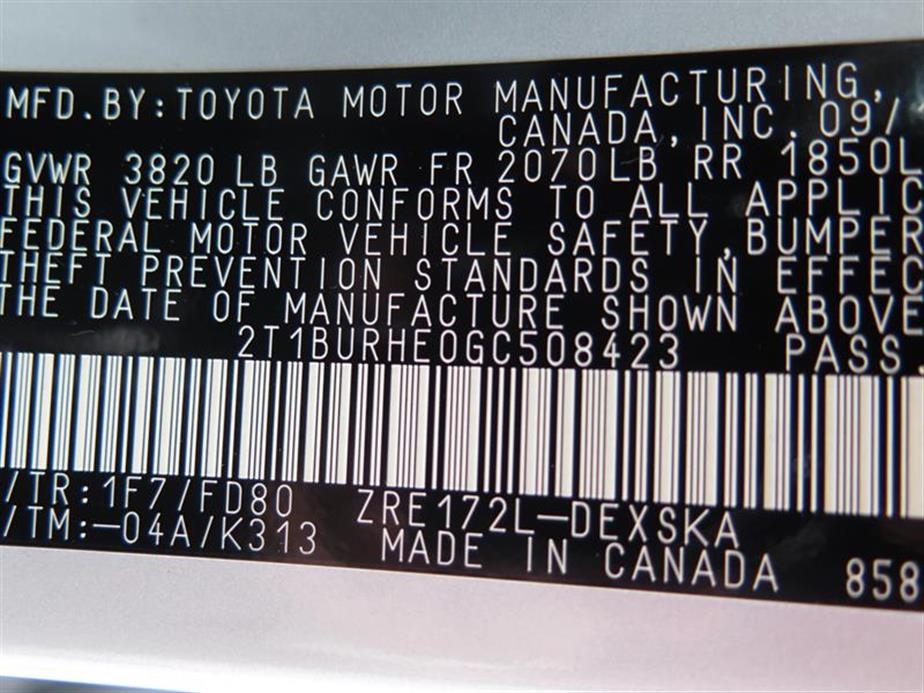 MFD.BY:TOYOTA MOTOR MANUFACTURING,
CANADA, INC. 09/
GVWR 3820 LB GAWR FR 2070LB RR 1850L
THIS VEHICLE CONFORMS TO ALL APPLIC
FEDERAL MOTOR VEHICLE SAFETY,BUMPER
THEFT PREVENTION STANDARDS IN EFFEC
THE DATE OF MANUFACTURE SHOWN ABOVE
2T1BURHE0GC508423 PASS.
/TR:1F7/FD80 ZRE172L-DEXSKA
/TM:-04A/K313 MADE IN CANADA 858